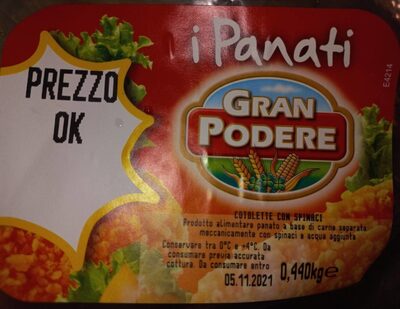 i Panati
PREZZO
OK
GRAN
PODERE
E4214
COTOLETTE CON SPINACI
Prodotto alimentare panato a base di carne separata
meccanicamente con spinaci e acqua aggiunta
Conservare tra 0°C e +4°C. Da
consumare previa accurata
cottura. Da consumare entro
05.11.2021 0,440kg e